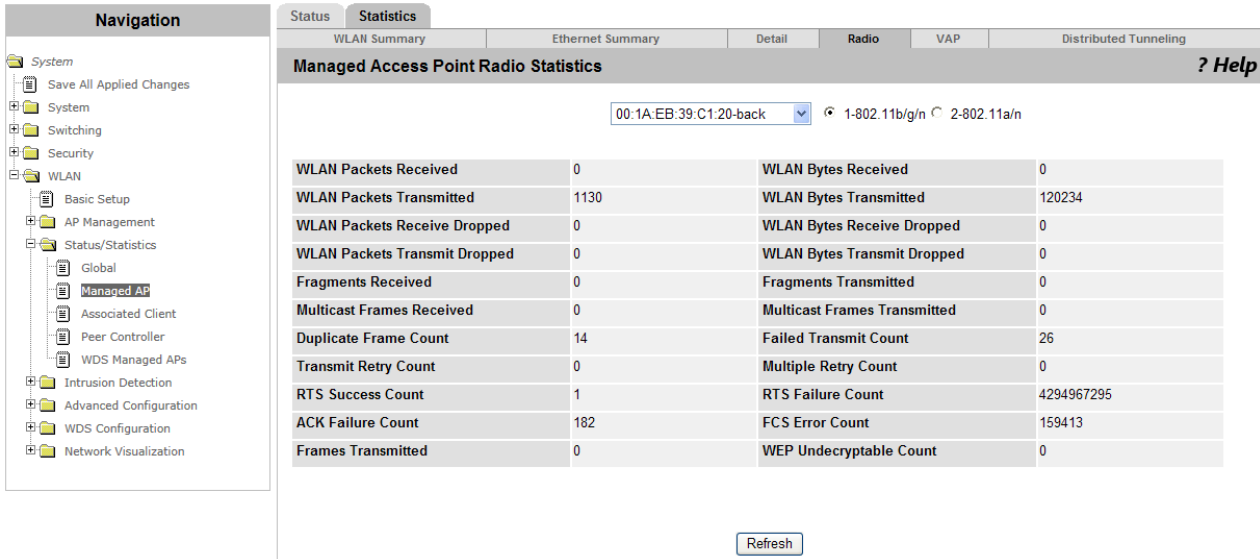 Navigation
System
Save All Applied Changes
System
Switching
Security
WLAN
Basic Setup
AP Management
Status/Statistics
Global
Managed AP
Associated Client
Peer Controller
WDS Managed APs
Intrusion Detection
Advanced Configuration
WDS Configuration
Network Visualization
Status Statistics
WLAN Summary Ethernet Summary Detail Radio VAP Distributed Tunneling
Managed Access Point Radio Statistics ? Help
00:1A:EB:39:C1:20-back 1-802.11b/g/n 2-802.11a/n
WLAN Packets Received 0 WLAN Bytes Received 0
WLAN Packets Transmitted 1130 WLAN Bytes Transmitted 120234
WLAN Packets Receive Dropped 0 WLAN Bytes Receive Dropped 0
WLAN Packets Transmit Dropped 0 WLAN Bytes Transmit Dropped 0
Fragments Received 0 Fragments Transmitted 0
Multicast Frames Received 0 Multicast Frames Transmitted 0
Duplicate Frame Count 14 Failed Transmit Count 26
Transmit Retry Count 0 Multiple Retry Count 0
RTS Success Count 1 RTS Failure Count 4294967295
ACK Failure Count 182 FCS Error Count 159413
Frames Transmitted 0 WEP Undecryptable Count 0
Refresh